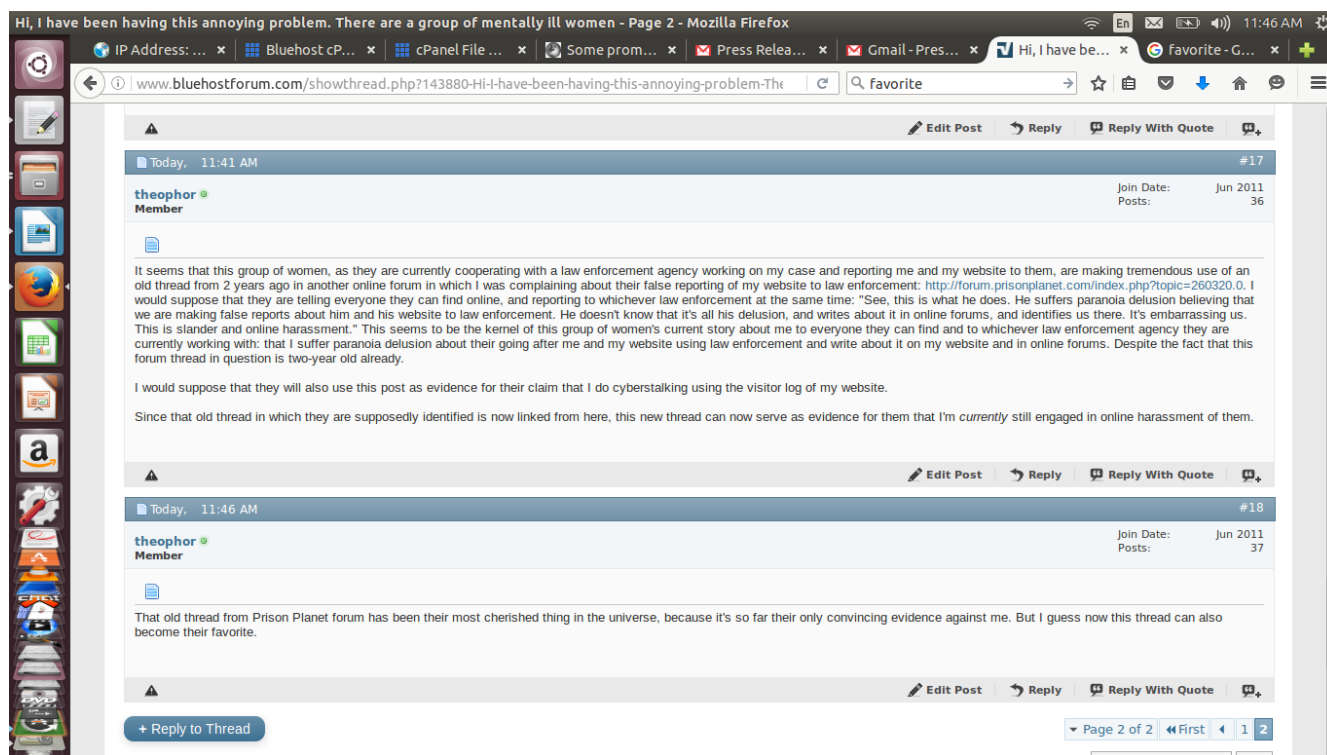 Hi, I have been having this annoying problem. There are a group of mentally ill women - Page 2 - Mozilla Firefox
En
11:46 AM
IP Address: ... ×
Bluehost cP... ×
cPanel File ... ×
Some prom... ×
Press Relea... ×
Gmail - Pres... ×
Hi, I have be... ×
favorite - G... ×
www.bluehostforum.com/showthread.php?143880-Hi-I-have-been-having-this-annoying-problem-The
favorite
Edit Post
Reply
Reply With Quote
Today, 11:41 AM
#17
theophor
Member
Join Date: Jun 2011
Posts: 36
It seems that this group of women, as they are currently cooperating with a law enforcement agency working on my case and reporting me and my website to them, are making tremendous use of an
old thread from 2 years ago in another online forum in which I was complaining about their false reporting of my website to law enforcement: http://forum.prisonplanet.com/index.php?topic=260320.0. I
would suppose that they are telling everyone they can find online, and reporting to whichever law enforcement at the same time: "See, this is what he does. He suffers paranoia delusion believing that
we are making false reports about him and his website to law enforcement. He doesn't know that it's all his delusion, and writes about it in online forums, and identifies us there. It's embarrassing us.
This is slander and online harassment." This seems to be the kernel of this group of women's current story about me to everyone they can find and to whichever law enforcement agency they are
currently working with: that I suffer paranoia delusion about their going after me and my website using law enforcement and write about it on my website and in online forums. Despite the fact that this
forum thread in question is two-year old already.
I would suppose that they will also use this post as evidence for their claim that I do cyberstalking using the visitor log of my website.
Since that old thread in which they are supposedly identified is now linked from here, this new thread can now serve as evidence for them that I'm currently still engaged in online harassment of them.
Edit Post
Reply
Reply With Quote
Today, 11:46 AM
#18
theophor
Member
Join Date: Jun 2011
Posts: 37
That old thread from Prison Planet forum has been their most cherished thing in the universe, because it's so far their only convincing evidence against me. But I guess now this thread can also
become their favorite.
Edit Post
Reply
Reply With Quote
+ Reply to Thread
Page 2 of 2
First
1
2